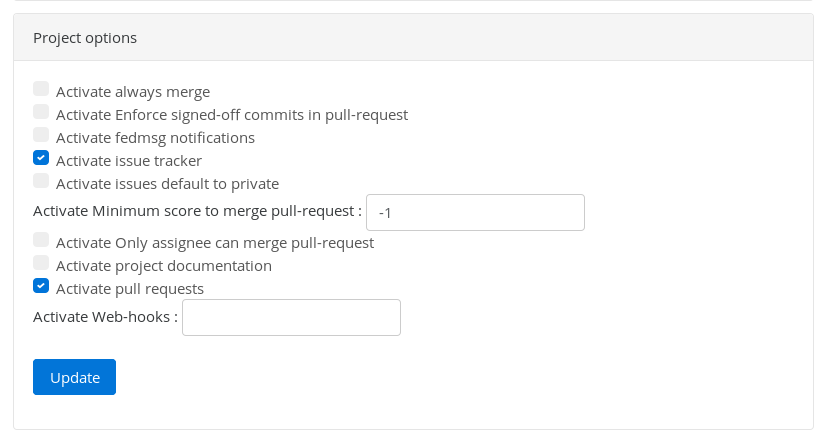 Project options
Activate always merge
Activate Enforce signed-off commits in pull-request
Activate fedmsg notifications
Activate issue tracker
Activate issues default to private
Activate Minimum score to merge pull-request : -1
Activate Only assignee can merge pull-request
Activate project documentation
Activate pull requests
Activate Web-hooks :
Update